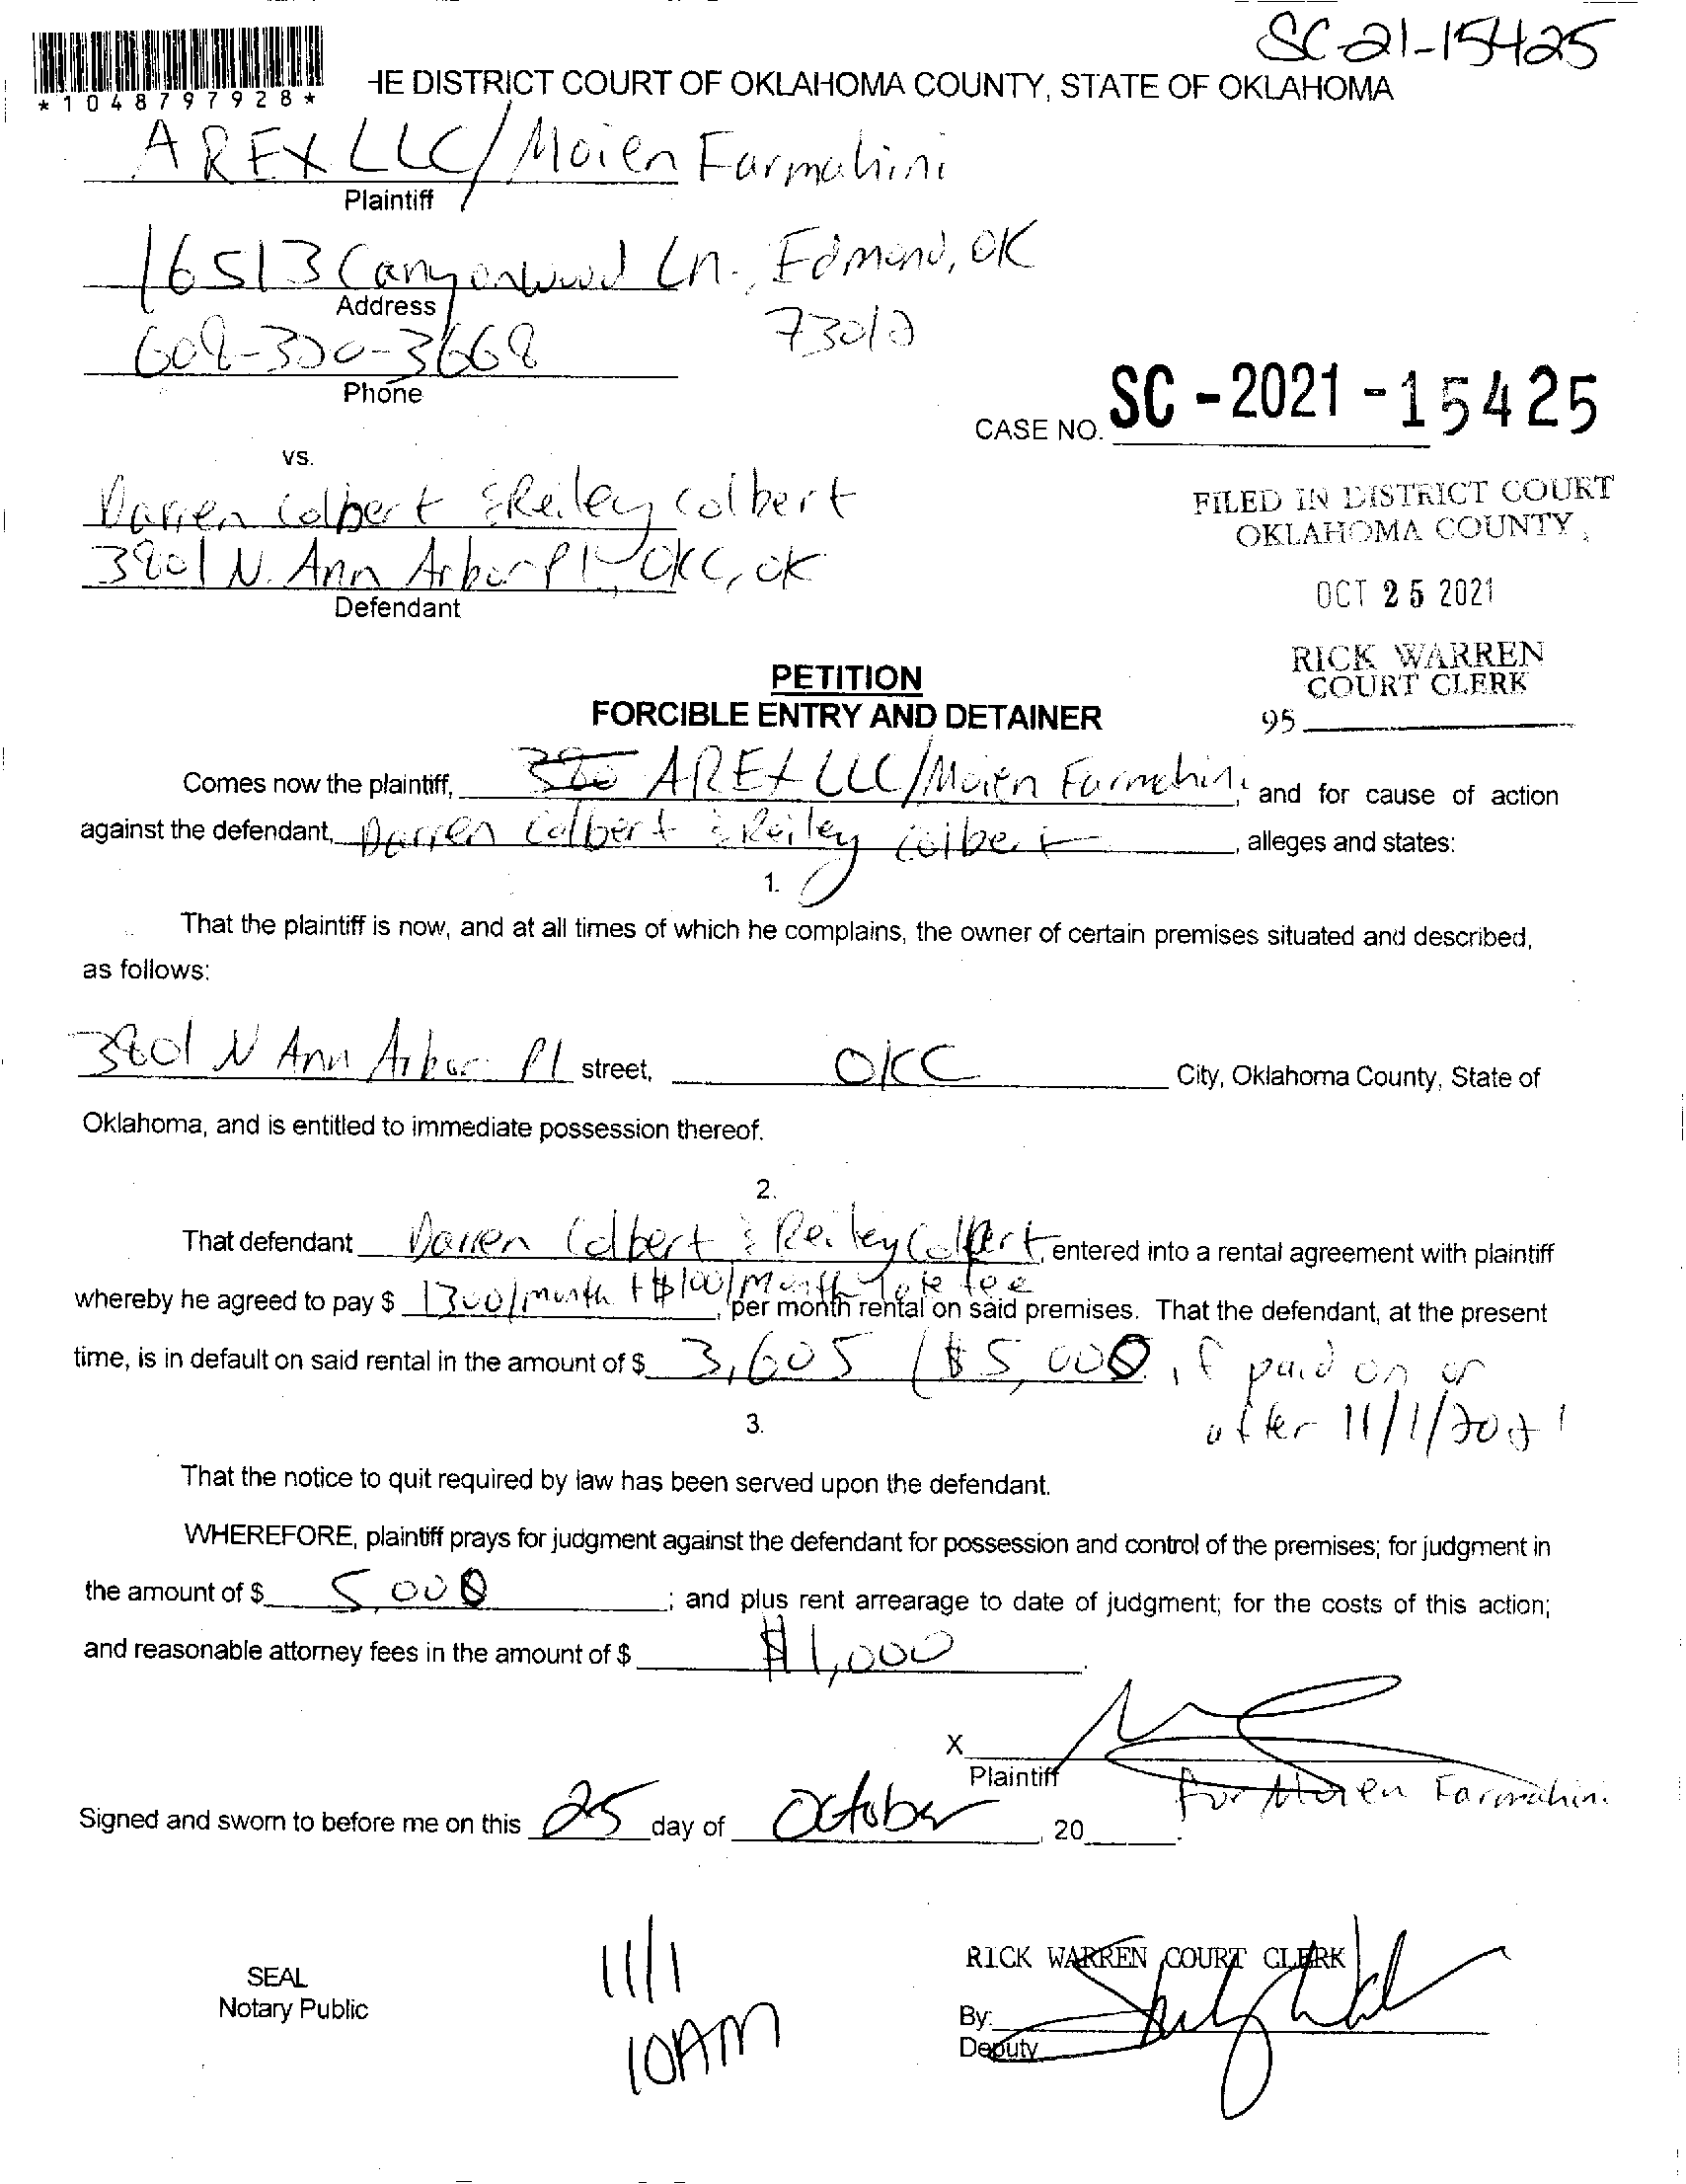 SC-21-15425
*1048797928*
HE DISTRICT COURT OF OKLAHOMA COUNTY, STATE OF OKLAHOMA
AREX LLC/Moien Farmahini
Plaintiff
16513 Canyonwood Ln., Edmond, OK
Address
73012
608-320-3668
Phone
CASE NO. SC-2021-15425
vs.
Darren Colbert & Reiley Colbert
3801 N. Ann Arbor Pl, OKC, OK
Defendant
FILED IN DISTRICT COURT
OKLAHOMA COUNTY
OCT 25 2021
RICK WARREN
COURT CLERK
95
PETITION
FORCIBLE ENTRY AND DETAINER
Comes now the plaintiff, 380 AREX LLC/Moien Farmahini, and for cause of action
against the defendant, Darren Colbert & Reiley Colbert, alleges and states:
1.
That the plaintiff is now, and at all times of which he complains, the owner of certain premises situated and described,
as follows:
3801 N Ann Arbor Pl street, OKC City, Oklahoma County, State of
Oklahoma, and is entitled to immediate possession thereof.
2.
That defendant Darren Colbert & Reiley Colbert, entered into a rental agreement with plaintiff
whereby he agreed to pay $ 1300/month + $100/month late fee, per month rental on said premises. That the defendant, at the present
time, is in default on said rental in the amount of $ 3,605 ($5,000 if paid on or
after 11/1/2021
3.
That the notice to quit required by law has been served upon the defendant.
WHEREFORE, plaintiff prays for judgment against the defendant for possession and control of the premises; for judgment in
the amount of $ 5,000; and plus rent arrearage to date of judgment; for the costs of this action;
and reasonable attorney fees in the amount of $ $1,000.
X
Plaintiff
for Moien Farmahini
Signed and sworn to before me on this 25 day of October, 20.
SEAL
Notary Public
11/1
10AM
RICK WARREN COURT CLERK
By:
Deputy